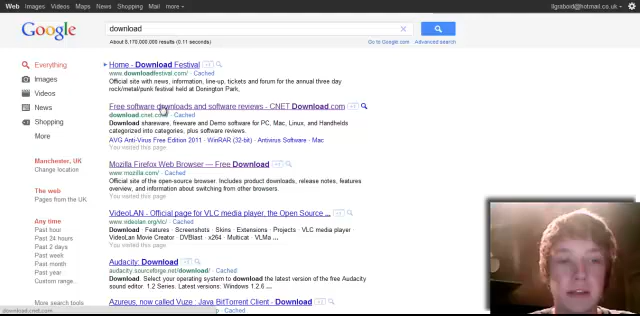 Web Images Videos Maps News Shopping Mail more
tlgrabord@hotmail.co.uk
Google
download
About 8,170,000,000 results (0.11 seconds)
Go to Google.com Advanced search
Everything
Images
Videos
News
Shopping
More
Manchester, UK
Change location
The web
Pages from the UK
Any time
Past hour
Past 24 hours
Past 2 days
Past week
Past month
Past year
Custom range...
More search tools
Home - Download Festival
www.downloadfestival.com/ - Cached
Official site with news, information, line-up, tickets and forum for the annual three day
rock/metal/punk festival held at Donington Park,
Free software downloads and software reviews - CNET Download.com
download.cnet.com/ - Cached
Download shareware, freeware and Demo software for PC, Mac, Linux, and Handhelds
categorized into categories, plus software reviews.
AVG Anti-Virus Free Edition 2011 - WinRAR (32-bit) - Antivirus Software - Mac
You visited this page.
Mozilla Firefox Web Browser — Free Download
www.mozilla.com/ - Cached
Official site of the open-source browser. Includes product downloads, release notes, features
overview, and information about switching from other browsers.
You visited this page.
VideoLAN - Official page for VLC media player, the Open Source ...
www.videolan.org/vlc/ - Cached
Download - Features - Screenshots - Skins - Extensions - Projects - VLC media player -
VideoLan Movie Creator - DVBlast - x264 - Multicat - VLMa ...
You visited this page.
Audacity: Download
audacity.sourceforge.net/download/ - Cached
Download. Select your operating system to download the latest version of the free Audacity
sound editor. 1.2 Series. Latest versions: Windows 1.2.6 ...
Azureus, now called Vuze : Java BitTorrent Client - Download
Cached
download.cnet.com